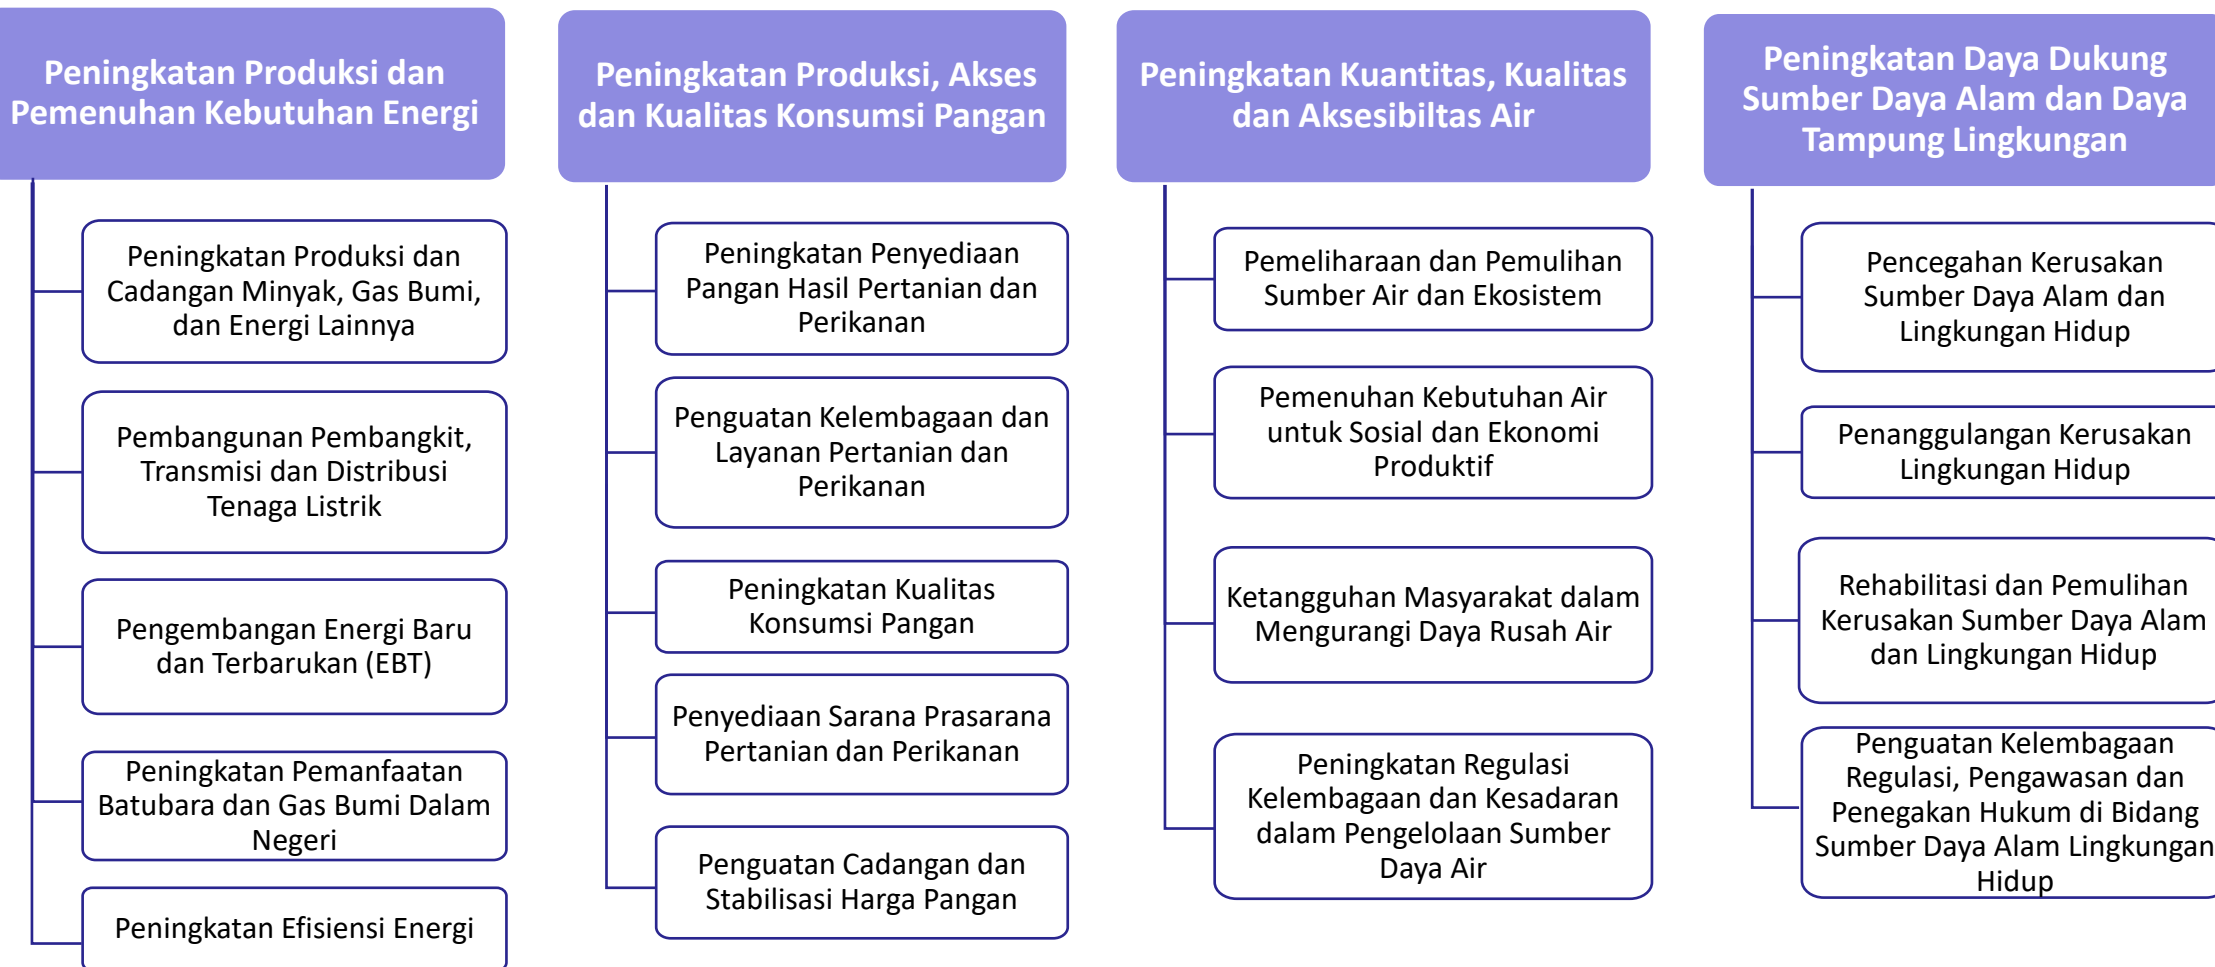 Peningkatan Produksi dan
Pemenuhan Kebutuhan Energi
Peningkatan Produksi dan
Cadangan Minyak, Gas Bumi,
dan Energi Lainnya
Pembangunan Pembangkit,
Transmisi dan Distribusi
Tenaga Listrik
Pengembangan Energi Baru
dan Terbarukan (EBT)
Peningkatan Pemanfaatan
Batubara dan Gas Bumi Dalam
Negeri
Peningkatan Efisiensi Energi
Peningkatan Produksi, Akses
dan Kualitas Konsumsi Pangan
Peningkatan Penyediaan
Pangan Hasil Pertanian dan
Perikanan
Penguatan Kelembagaan dan
Layanan Pertanian dan
Perikanan
Peningkatan Kualitas
Konsumsi Pangan
Penyediaan Sarana Prasarana
Pertanian dan Perikanan
Penguatan Cadangan dan
Stabilisasi Harga Pangan
Peningkatan Kuantitas, Kualitas
dan Aksesibiltas Air
Pemeliharaan dan Pemulihan
Sumber Air dan Ekosistem
Pemenuhan Kebutuhan Air
untuk Sosial dan Ekonomi
Produktif
Ketangguhan Masyarakat dalam
Mengurangi Daya Rusah Air
Peningkatan Regulasi
Kelembagaan dan Kesadaran
dalam Pengelolaan Sumber
Daya Air
Peningkatan Daya Dukung
Sumber Daya Alam dan Daya
Tampung Lingkungan
Pencegahan Kerusakan
Sumber Daya Alam dan
Lingkungan Hidup
Penanggulangan Kerusakan
Lingkungan Hidup
Rehabilitasi dan Pemulihan
Kerusakan Sumber Daya Alam
dan Lingkungan Hidup
Penguatan Kelembagaan
Regulasi, Pengawasan dan
Penegakan Hukum di Bidang
Sumber Daya Alam Lingkungan
Hidup